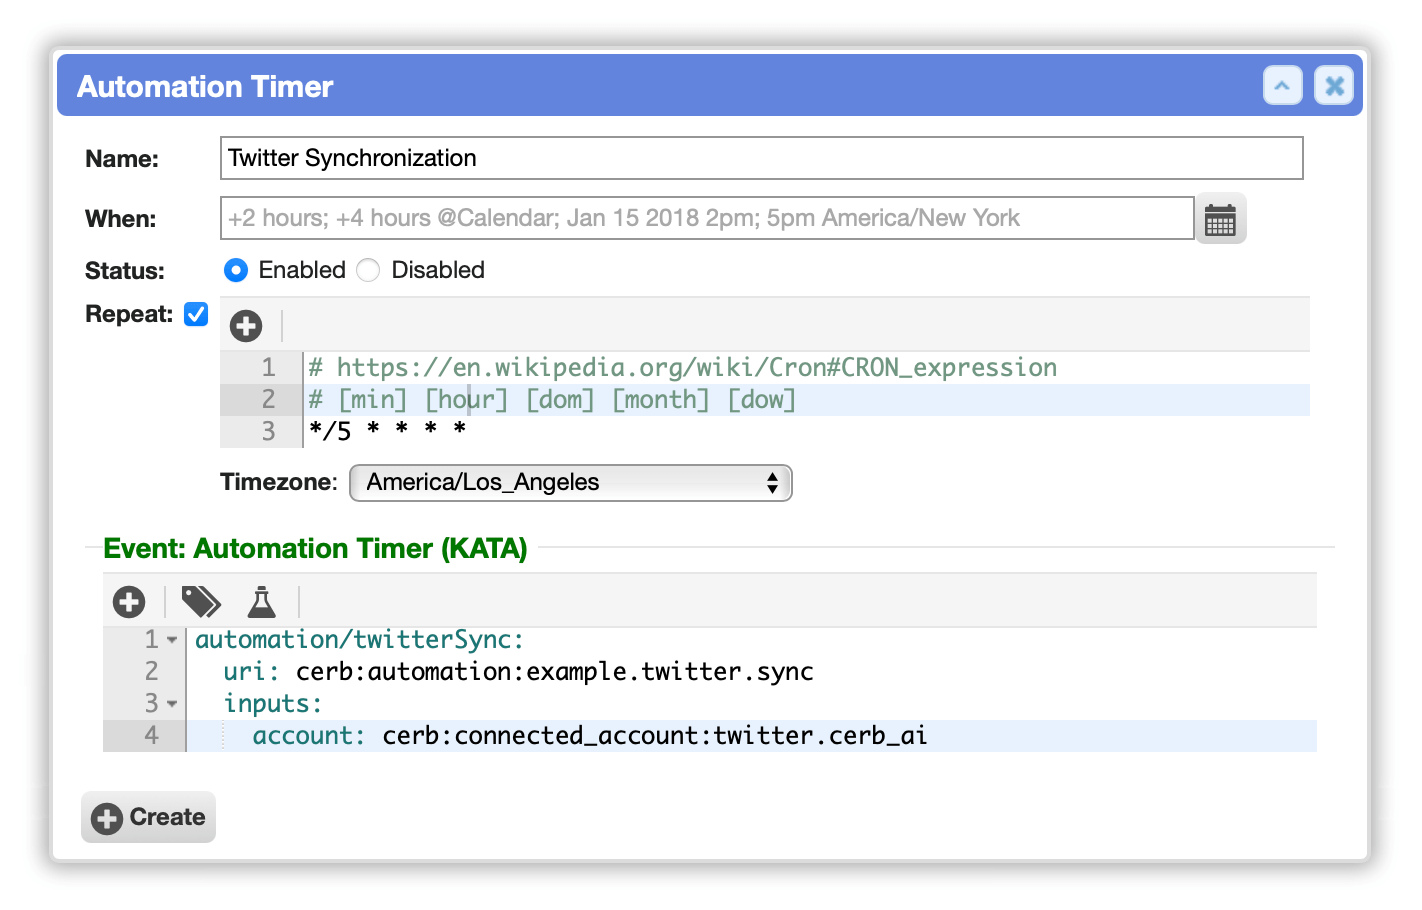 Automation Timer
Name: Twitter Synchronization
When: +2 hours; +4 hours @Calendar; Jan 15 2018 2pm; 5pm America/New York
Status: Enabled Disabled
Repeat:
1 # https://en.wikipedia.org/wiki/Cron#CRON_expression
2 # [min] [hour] [dom] [month] [dow]
3 */5 * * * *
Timezone: America/Los_Angeles
Event: Automation Timer (KATA)
1 automation/twitterSync:
2 uri: cerb:automation:example.twitter.sync
3 inputs:
4 account: cerb:connected_account:twitter.cerb_ai
Create